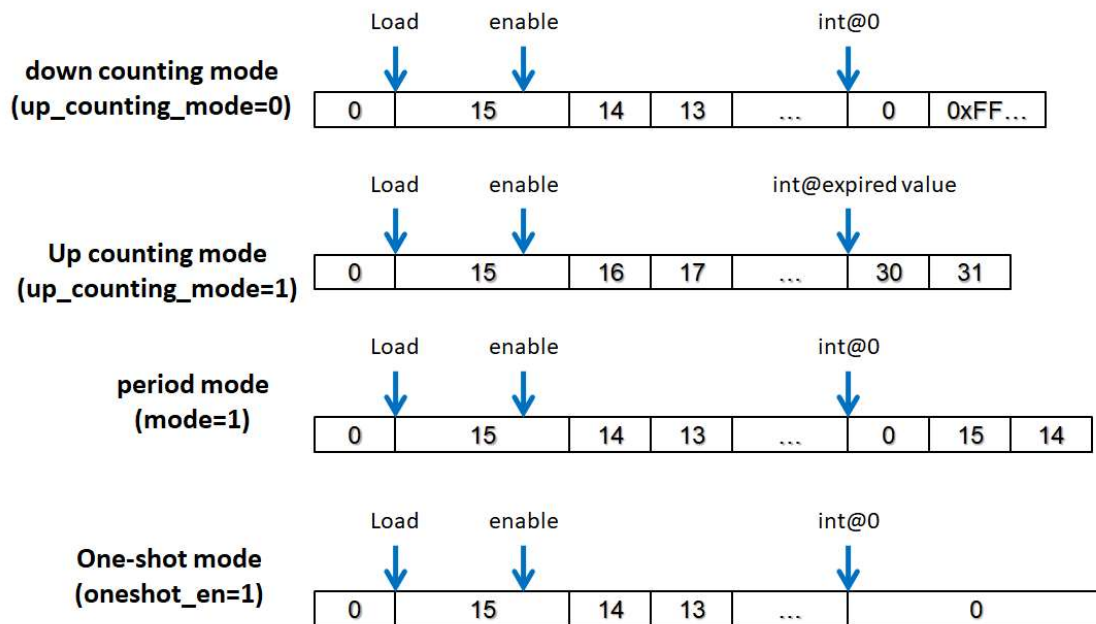 Load enable int@0
down counting mode
(up_counting_mode=0)
0 15 14 13 ... 0 0xFF...
Load enable int@expired value
Up counting mode
(up_counting_mode=1)
0 15 16 17 ... 30 31
Load enable int@0
period mode
(mode=1)
0 15 14 13 ... 0 15 14
Load enable int@0
One-shot mode
(oneshot_en=1)
0 15 14 13 ... 0